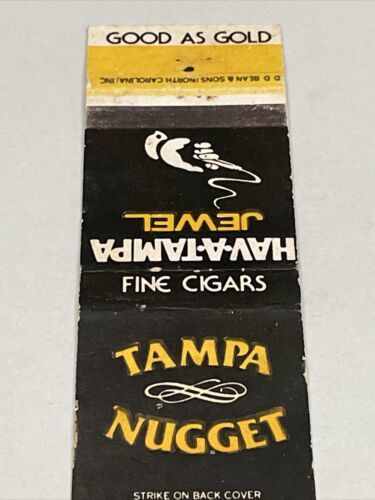 GOOD AS GOLD
D D BEAN & SONS (NORTH CAROLINA) INC
JEWEL
HAV-A-TAMPA
FINE CIGARS
TAMPA
NUGGET
STRIKE ON BACK COVER